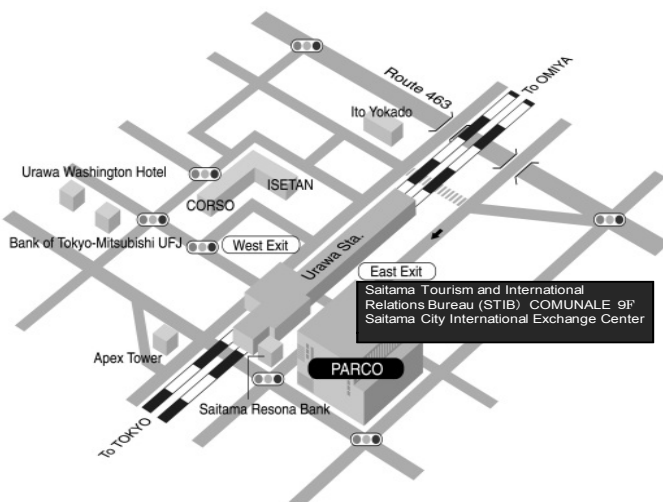 Route 463
To OMIYA
Ito Yokado
Urawa Washington Hotel
ISETAN
CORSO
Bank of Tokyo-Mitsubishi UFJ
West Exit
Urawa Sta.
East Exit
Saitama Tourism and International
Relations Bureau (STIB) COMUNALE 9F
Saitama City International Exchange Center
Apex Tower
PARCO
Saitama Resona Bank
To TOKYO